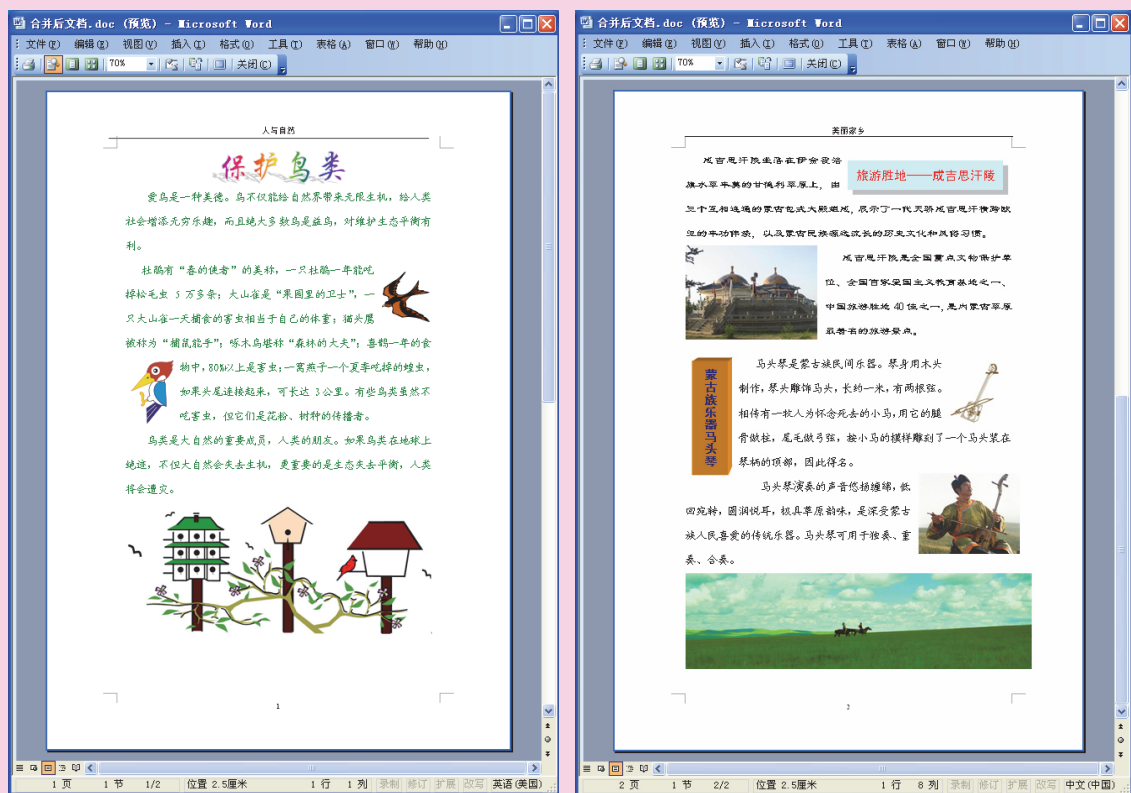 合并后文档.doc (预览) - Microsoft Word
文件(F) 编辑(E) 视图(V) 插入(I) 格式(O) 工具(T) 表格(A) 窗口(W) 帮助(H)
70% 关闭(C)
人与自然
保护鸟类
爱鸟是一种美德。鸟不仅能给自然界带来无限生机，给人类
社会增添无穷乐趣，而且绝大多数鸟是益鸟，对维护生态平衡有
利。
杜鹃有“春的使者”的美称，一只杜鹃一年能吃
掉松毛虫 5 万多条；大山雀是“果园里的卫士”，一
只大山雀一天捕食的害虫相当于自己的体重；猫头鹰
被称为“捕鼠能手”；啄木鸟堪称“森林的大夫”；喜鹊一年的食
物中，80%以上是害虫；一窝燕子一个夏季吃掉的蝗虫，
如果头尾连接起来，可长达 3 公里。有些鸟类虽然不
吃害虫，但它们是花粉、树种的传播者。
鸟类是大自然的重要成员，人类的朋友。如果鸟类在地球上
绝迹，不但大自然会失去生机，更重要的是生态失去平衡，人类
将会遭灾。
1
1 页 1 节 1/2 位置 2.5厘米 1 行 1 列 录制 修订 扩展 改写 英语(美国)
合并后文档.doc (预览) - Microsoft Word
文件(F) 编辑(E) 视图(V) 插入(I) 格式(O) 工具(T) 表格(A) 窗口(W) 帮助(H)
70% 关闭(C)
美丽家乡
成吉思汗陵坐落在伊金霍洛
旗水草丰美的甘德利草原上，由
旅游胜地——成吉思汗陵
三个互相连通的蒙古包式大殿组成，展示了一代天骄成吉思汗横跨欧
亚的丰功伟绩，以及蒙古民族源远流长的历史文化和风俗习惯。
成吉思汗陵是全国重点文物保护单
位、全国百家爱国主义教育基地之一、
中国旅游胜地 40 佳之一，是内蒙古草原
最著名的旅游景点。
蒙古族乐器马头琴
马头琴是蒙古族民间乐器。琴身用木头
制作，琴头雕饰马头，长约一米，有两根弦。
相传有一牧人为怀念死去的小马，用它的腿
骨做柱，尾毛做弓弦，按小马的模样雕刻了一个马头装在
琴柄的顶部，因此得名。
马头琴演奏的声音悠扬缠绵，低
回宛转，圆润悦耳，极具草原韵味，是深受蒙古
族人民喜爱的传统乐器。马头琴可用于独奏、重
奏、合奏。
2
2 页 1 节 2/2 位置 2.5厘米 1 行 8 列 录制 修订 扩展 改写 中文(中国)